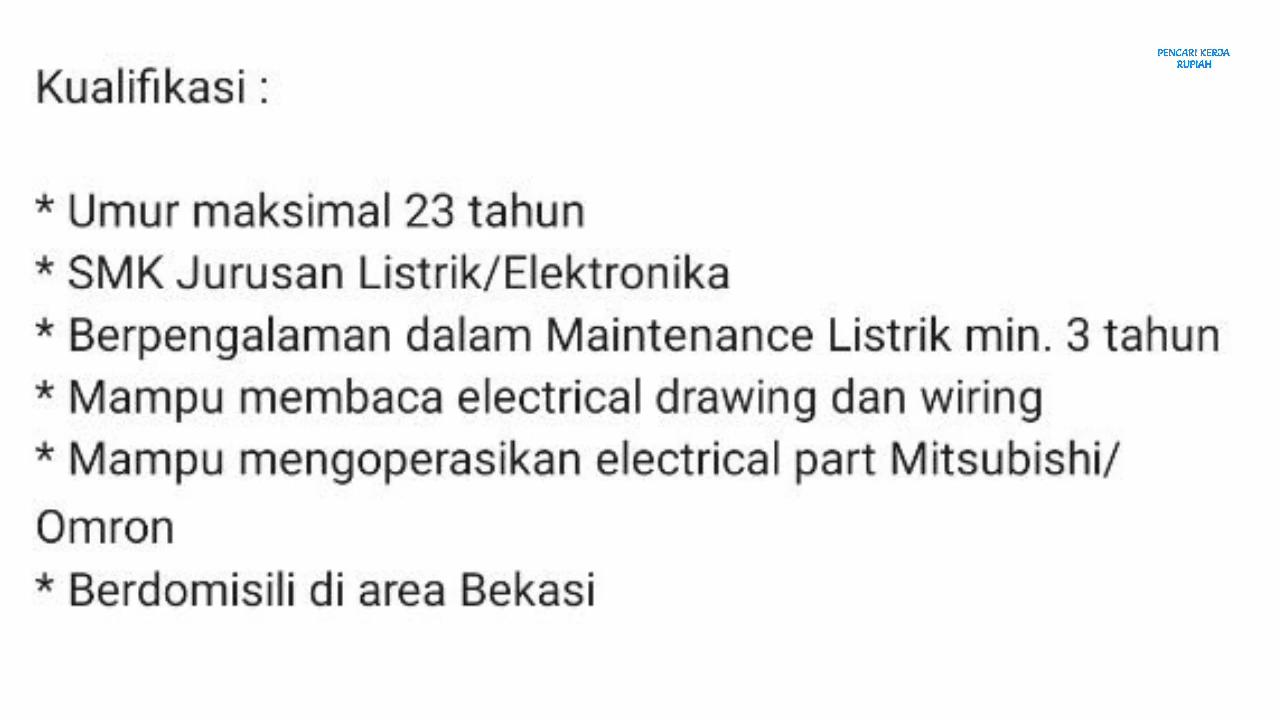 PENCARI KERJA
RUPIAH
Kualifikasi :
* Umur maksimal 23 tahun
* SMK Jurusan Listrik/Elektronika
* Berpengalaman dalam Maintenance Listrik min. 3 tahun
* Mampu membaca electrical drawing dan wiring
* Mampu mengoperasikan electrical part Mitsubishi/
Omron
* Berdomisili di area Bekasi